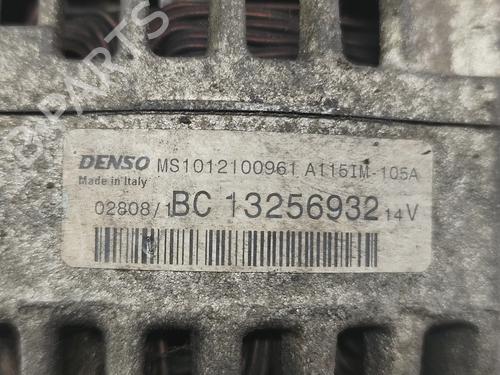 DENSO MS1012100961 A115IM-105A
Made in Italy
02808/1 BC 13256932 14V